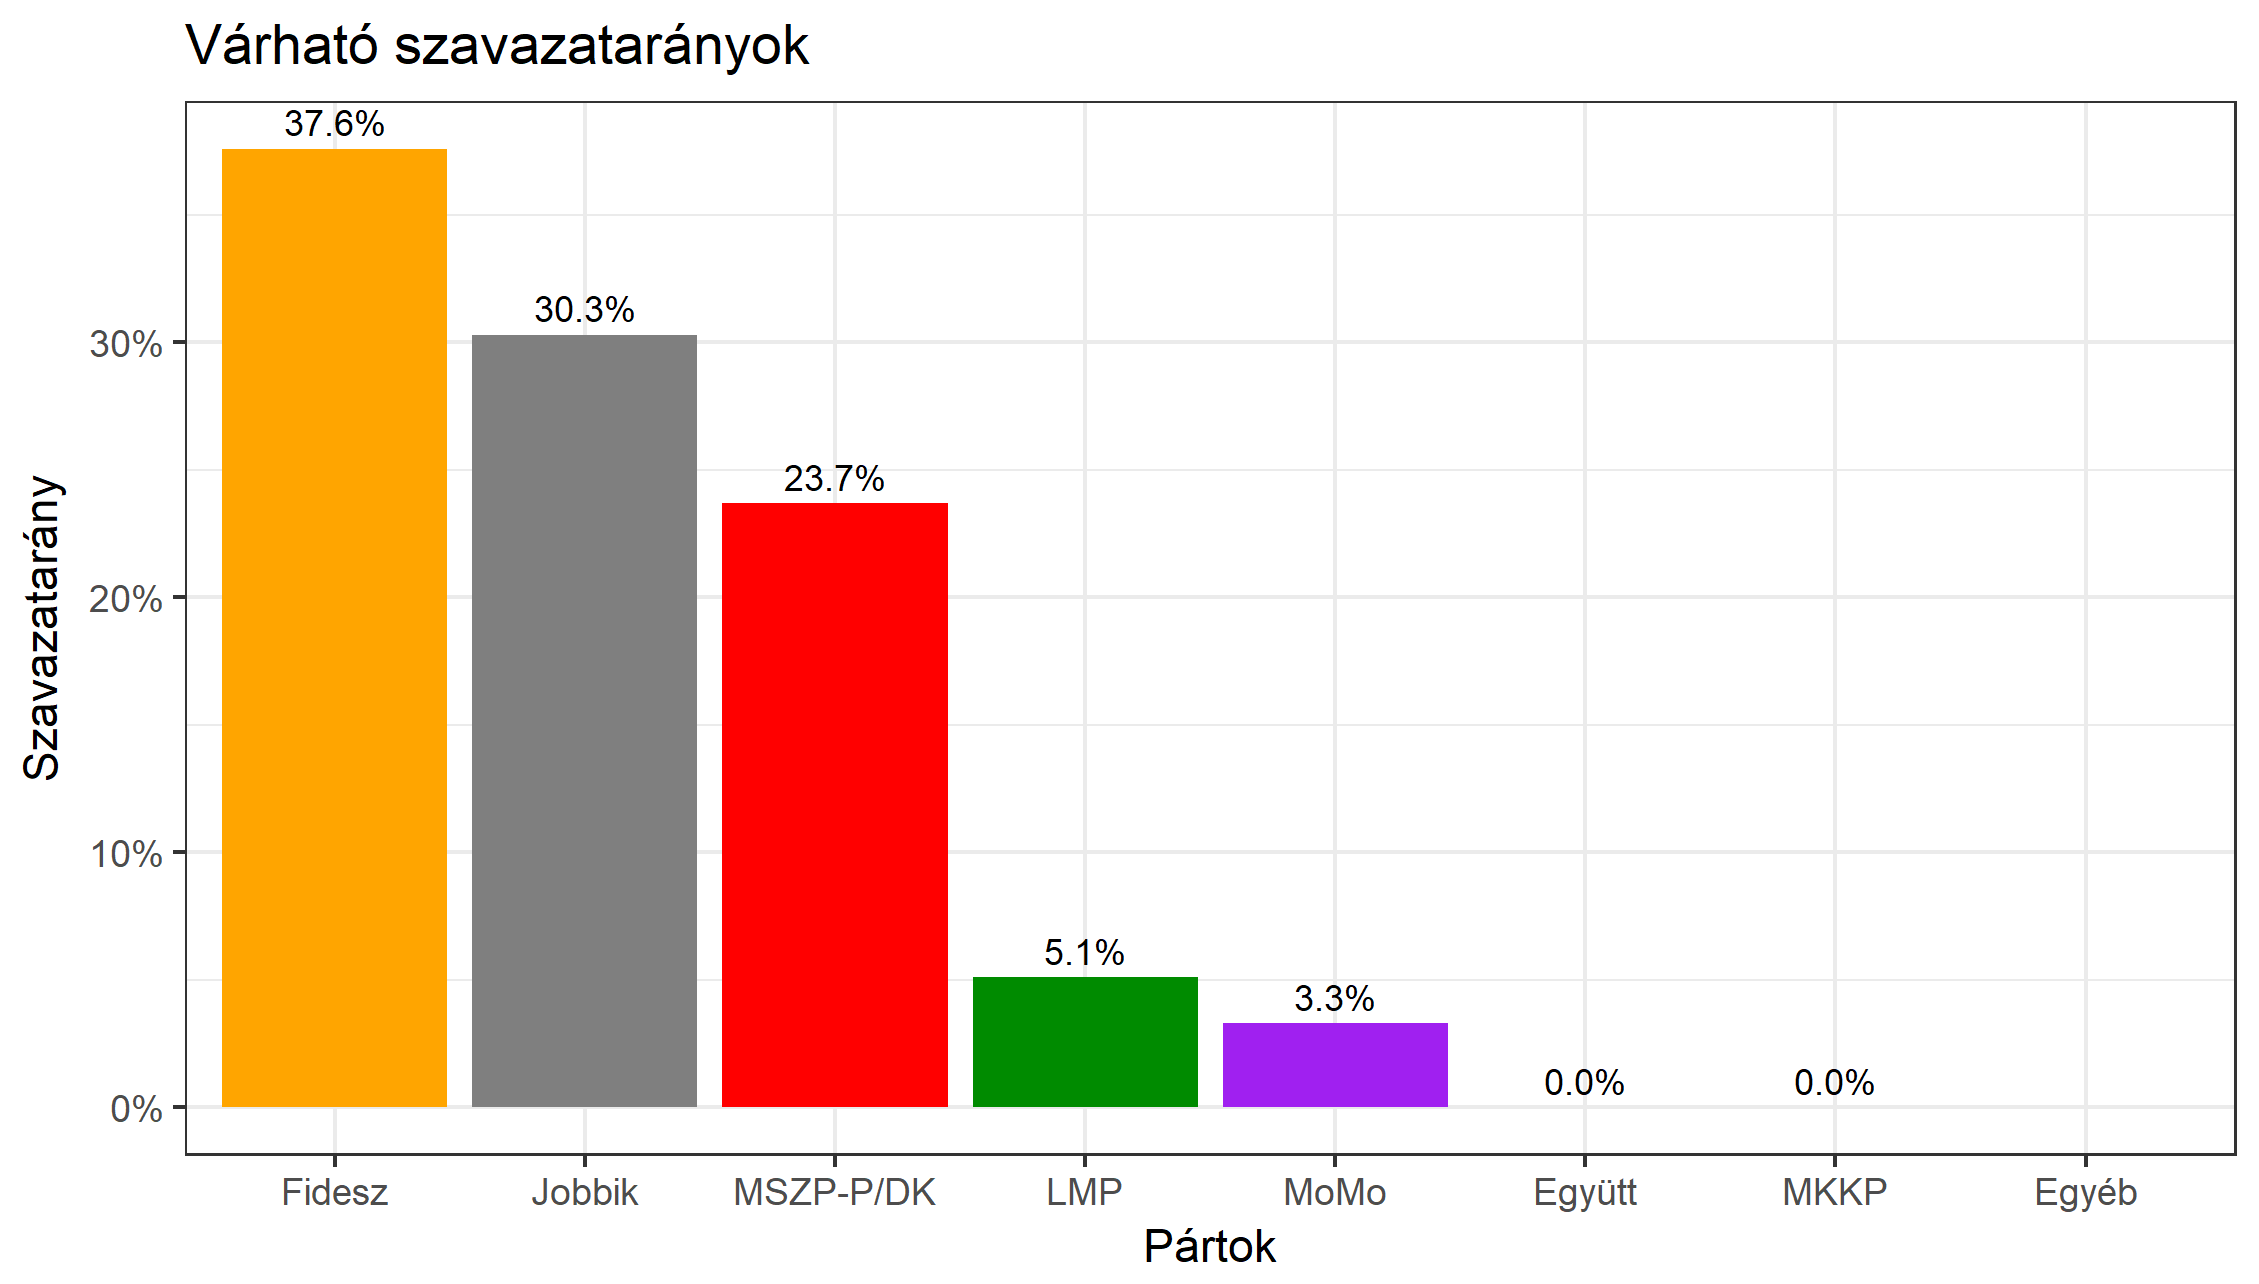 Várható szavazatarányok
37.6%
30.3%
23.7%
5.1%
3.3%
0.0%
0.0%
30%
20%
10%
0%
Szavazatarány
Fidesz
Jobbik
MSZP-P/DK
LMP
MoMo
Együtt
MKKP
Egyéb
Pártok